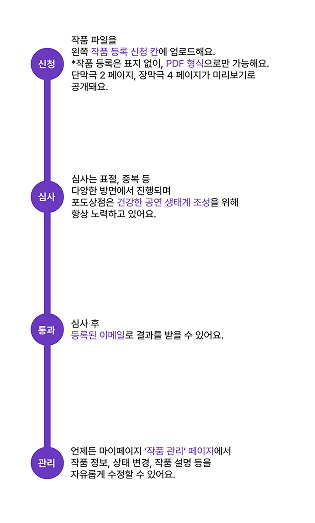 신청
작품 파일을
왼쪽 작품 등록 신청 칸에 업로드해요.
*작품 등록은 표지 없이, PDF 형식으로만 가능해요.
단막극 2 페이지, 장막극 4 페이지가 미리보기로
공개돼요.
심사
심사는 표절, 중복 등
다양한 방면에서 진행되며
포도상점은 건강한 공연 생태계 조성을 위해
항상 노력하고 있어요.
통과
심사 후
등록된 이메일로 결과를 받을 수 있어요.
관리
언제든 마이페이지 ‘작품 관리’ 페이지에서
작품 정보, 상태 변경, 작품 설명 등을
자유롭게 수정할 수 있어요.